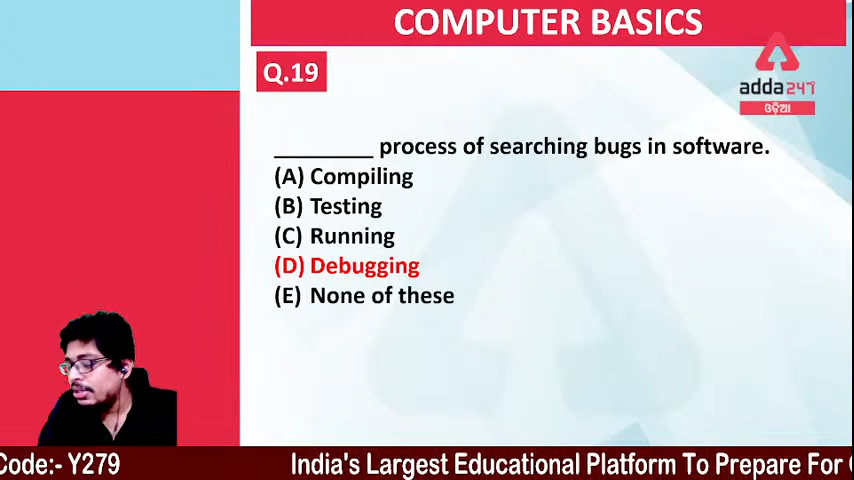 COMPUTER BASICS
Q.19
adda247
ଓଡ଼ିଆ
________ process of searching bugs in software.
(A) Compiling
(B) Testing
(C) Running
(D) Debugging
(E) None of these
Code:- Y279 India's Largest Educational Platform To Prepare For